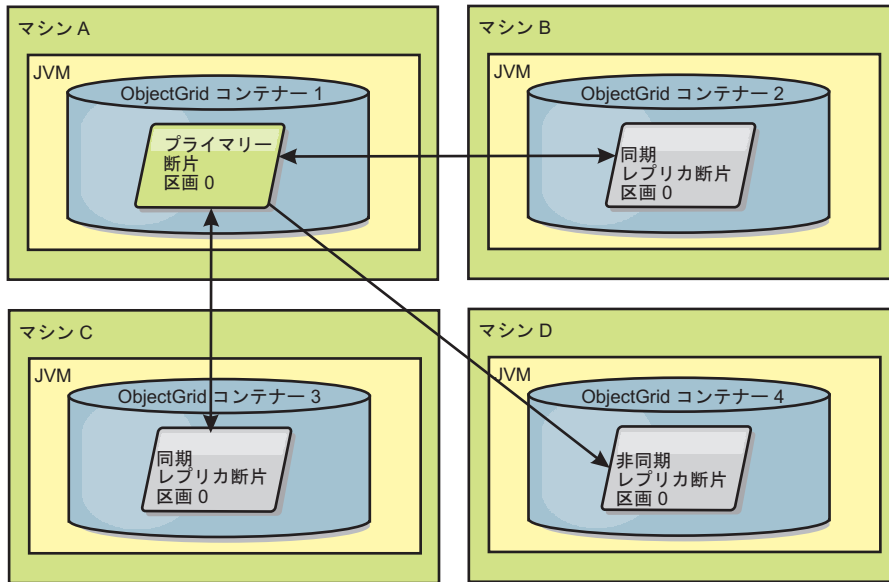 マシン A
JVM
ObjectGrid コンテナー 1
プライマリー
断片
区画 0
マシン B
JVM
ObjectGrid コンテナー 2
同期
レプリカ断片
区画 0
マシン C
JVM
ObjectGrid コンテナー 3
同期
レプリカ断片
区画 0
マシン D
JVM
ObjectGrid コンテナー 4
非同期
レプリカ断片
区画 0